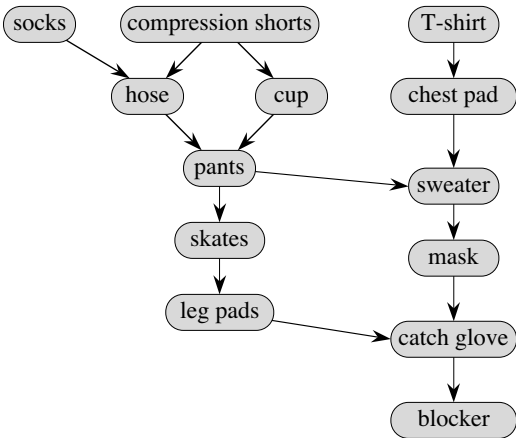 socks
compression shorts
T-shirt
hose
cup
chest pad
pants
sweater
skates
mask
leg pads
catch glove
blocker